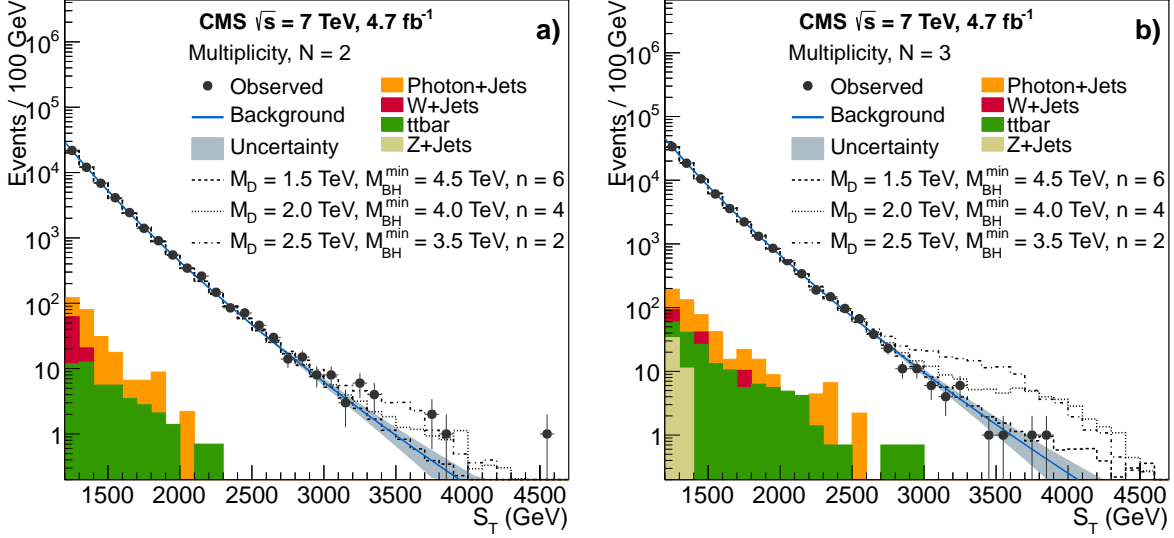 CMS √s = 7 TeV, 4.7 fb⁻¹
a)
Multiplicity, N = 2
Observed
Background
Uncertainty
Photon+Jets
W+Jets
ttbar
Z+Jets
M_D = 1.5 TeV, M_BH^min = 4.5 TeV, n = 6
M_D = 2.0 TeV, M_BH^min = 4.0 TeV, n = 4
M_D = 2.5 TeV, M_BH^min = 3.5 TeV, n = 2
Events / 100 GeV
10⁶
10⁵
10⁴
10³
10²
10
1
1500 2000 2500 3000 3500 4000 4500
S_T (GeV)
CMS √s = 7 TeV, 4.7 fb⁻¹
b)
Multiplicity, N = 3
Observed
Background
Uncertainty
Photon+Jets
W+Jets
ttbar
Z+Jets
M_D = 1.5 TeV, M_BH^min = 4.5 TeV, n = 6
M_D = 2.0 TeV, M_BH^min = 4.0 TeV, n = 4
M_D = 2.5 TeV, M_BH^min = 3.5 TeV, n = 2
Events / 100 GeV
10⁶
10⁵
10⁴
10³
10²
10
1
1500 2000 2500 3000 3500 4000 4500
S_T (GeV)